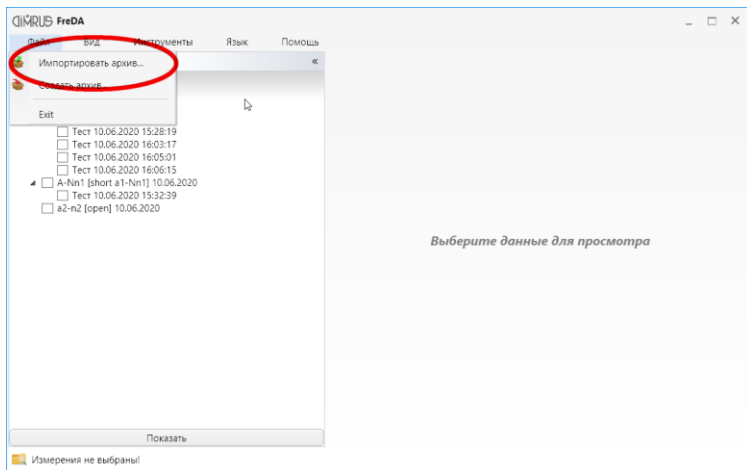 DiMRUS FreDA
Файл Вид Инструменты Язык Помощь
Импортировать архив...
«
Создать архив...
Exit
Тест 10.06.2020 15:28:19
Тест 10.06.2020 16:03:17
Тест 10.06.2020 16:05:01
Тест 10.06.2020 16:06:15
A-Nn1 [short a1-Nn1] 10.06.2020
Тест 10.06.2020 15:32:39
a2-n2 [open] 10.06.2020
Выберите данные для просмотра
Показать
Измерения не выбраны!